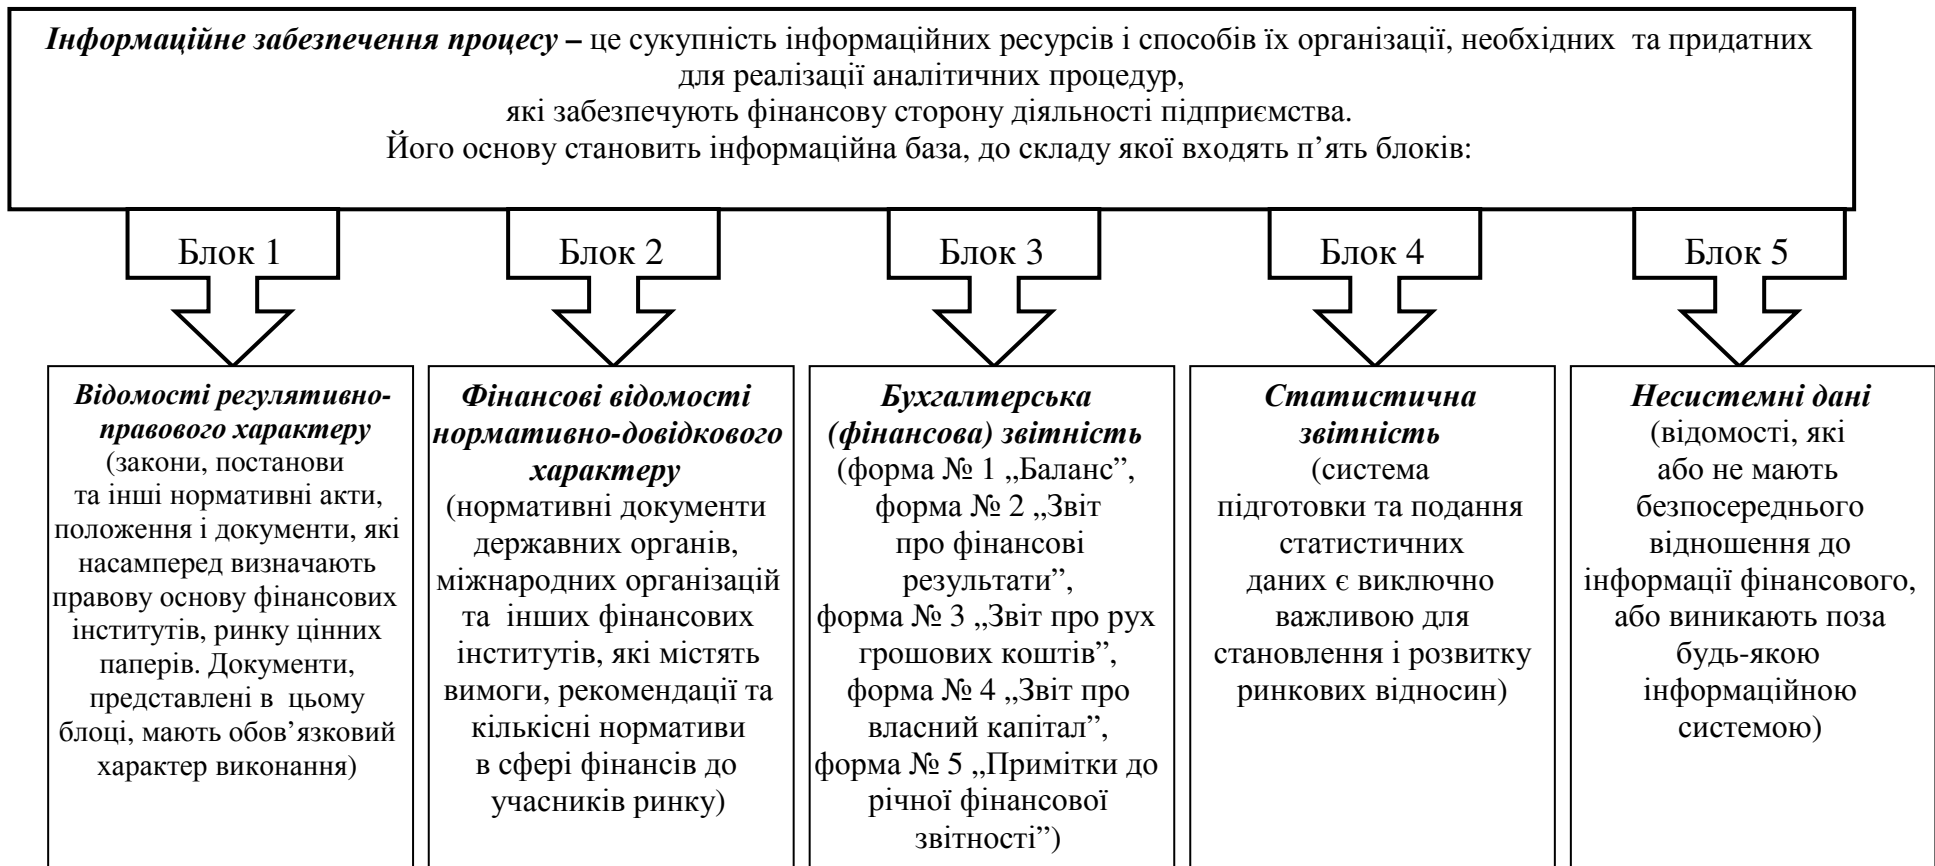 Інформаційне забезпечення процесу – це сукупність інформаційних ресурсів і способів їх організації, необхідних та придатних
для реалізації аналітичних процедур,
які забезпечують фінансову сторону діяльності підприємства.
Його основу становить інформаційна база, до складу якої входять п’ять блоків:
Блок 1
Блок 2
Блок 3
Блок 4
Блок 5
Відомості регулятивно-
правового характеру
(закони, постанови
та інші нормативні акти,
положення і документи, які
насамперед визначають
правову основу фінансових
інститутів, ринку цінних
паперів. Документи,
представлені в цьому
блоці, мають обов’язковий
характер виконання)
Фінансові відомості
нормативно-довідкового
характеру
(нормативні документи
державних органів,
міжнародних організацій
та інших фінансових
інститутів, які містять
вимоги, рекомендації та
кількісні нормативи
в сфері фінансів до
учасників ринку)
Бухгалтерська
(фінансова) звітність
(форма № 1 „Баланс”,
форма № 2 „Звіт
про фінансові
результати”,
форма № 3 „Звіт про рух
грошових коштів”,
форма № 4 „Звіт про
власний капітал”,
форма № 5 „Примітки до
річної фінансової
звітності”)
Статистична
звітність
(система
підготовки та подання
статистичних
даних є виключно
важливою для
становлення і розвитку
ринкових відносин)
Несистемні дані
(відомості, які
або не мають
безпосереднього
відношення до
інформації фінансового,
або виникають поза
будь-якою
інформаційною
системою)